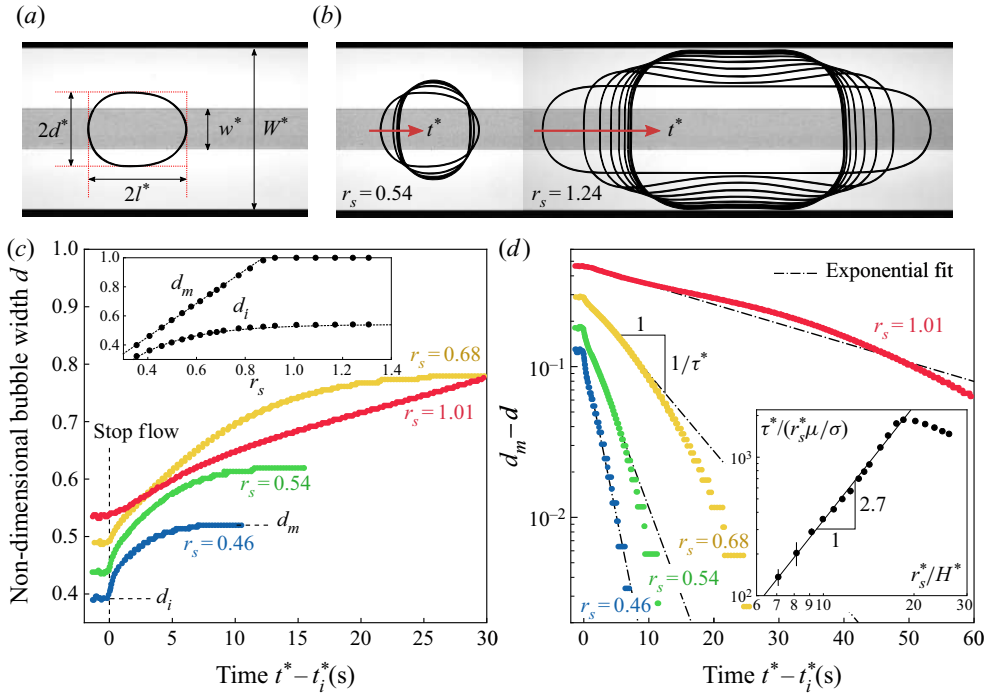 (a)
2d*
w*
W*
2l*
(b)
t*
r_s = 0.54
t*
r_s = 1.24
(c)
Non-dimensional bubble width d
1.0
0.9
0.8
0.7
0.6
0.5
0.4
1.0
0.8
0.6
0.4
d_m
d_i
0.4 0.6 0.8 1.0 1.2 1.4
r_s
r_s = 0.68
r_s = 1.01
Stop flow
r_s = 0.54
d_m
r_s = 0.46
d_i
0 5 10 15 20 25 30
Time t* – t_i*(s)
(d)
d_m – d
10⁻¹
10⁻²
Exponential fit
r_s = 1.01
1
1/τ*
r_s = 0.68
r_s = 0.54
r_s = 0.46
τ*/(r_s*μ/σ)
10³
2.7
1
r_s*/H*
10²
6 7 8 9 10 20 30
0 10 20 30 40 50 60
Time t* – t_i*(s)